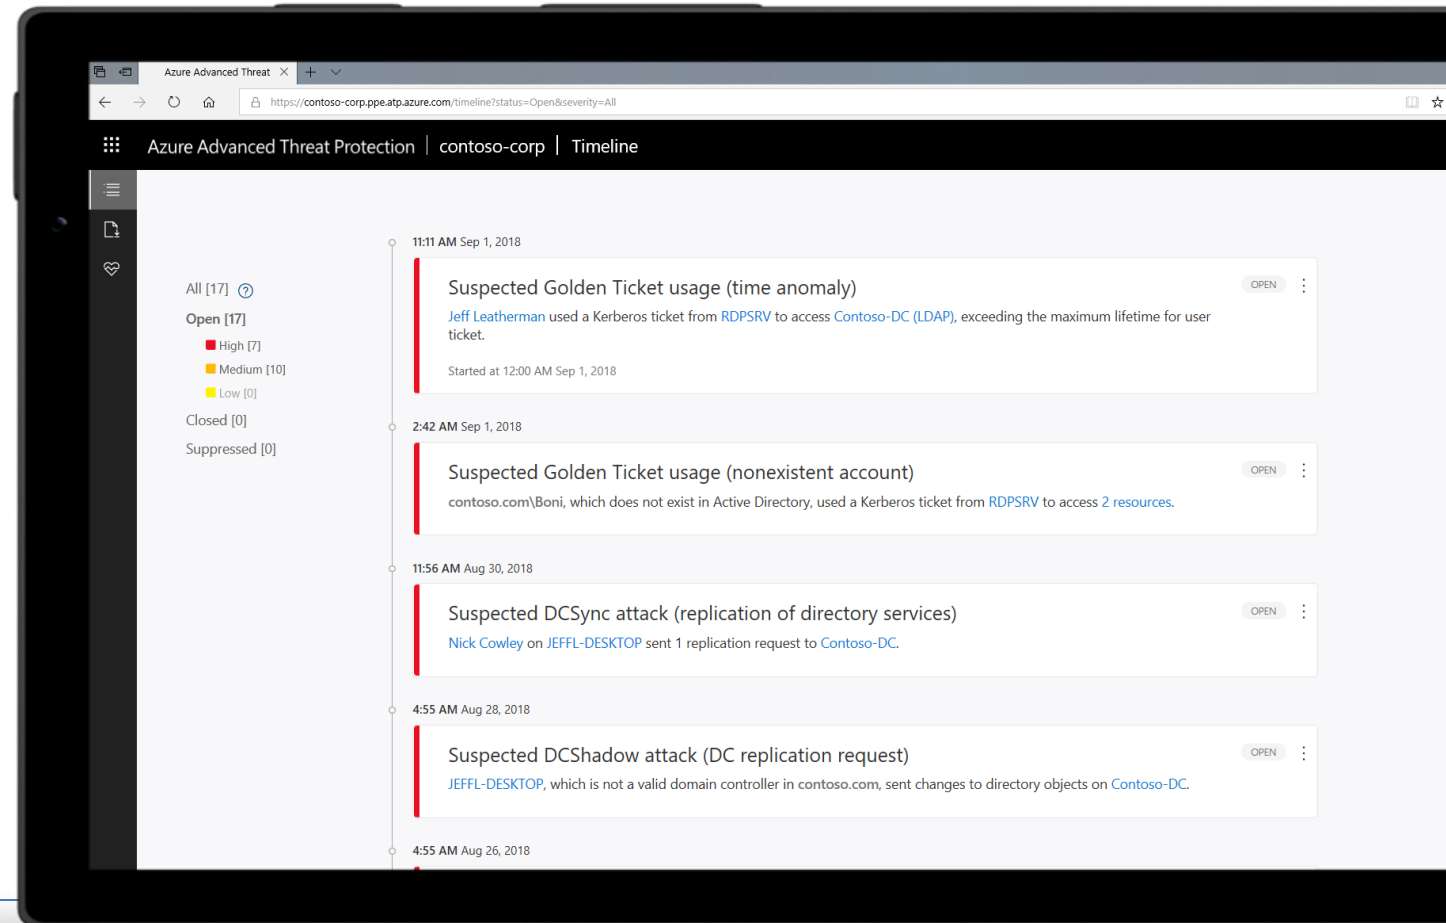 Azure Advanced Threat
https://contoso-corp.ppe.atp.azure.com/timeline?status=Open&severity=All
Azure Advanced Threat Protection | contoso-corp | Timeline
All [17] ?
Open [17]
High [7]
Medium [10]
Low [0]
Closed [0]
Suppressed [0]
11:11 AM Sep 1, 2018
Suspected Golden Ticket usage (time anomaly)
OPEN
Jeff Leatherman used a Kerberos ticket from RDPSRV to access Contoso-DC (LDAP), exceeding the maximum lifetime for user
ticket.
Started at 12:00 AM Sep 1, 2018
2:42 AM Sep 1, 2018
Suspected Golden Ticket usage (nonexistent account)
OPEN
contoso.com\Boni, which does not exist in Active Directory, used a Kerberos ticket from RDPSRV to access 2 resources.
11:56 AM Aug 30, 2018
Suspected DCSync attack (replication of directory services)
OPEN
Nick Cowley on JEFFL-DESKTOP sent 1 replication request to Contoso-DC.
4:55 AM Aug 28, 2018
Suspected DCShadow attack (DC replication request)
OPEN
JEFFL-DESKTOP, which is not a valid domain controller in contoso.com, sent changes to directory objects on Contoso-DC.
4:55 AM Aug 26, 2018